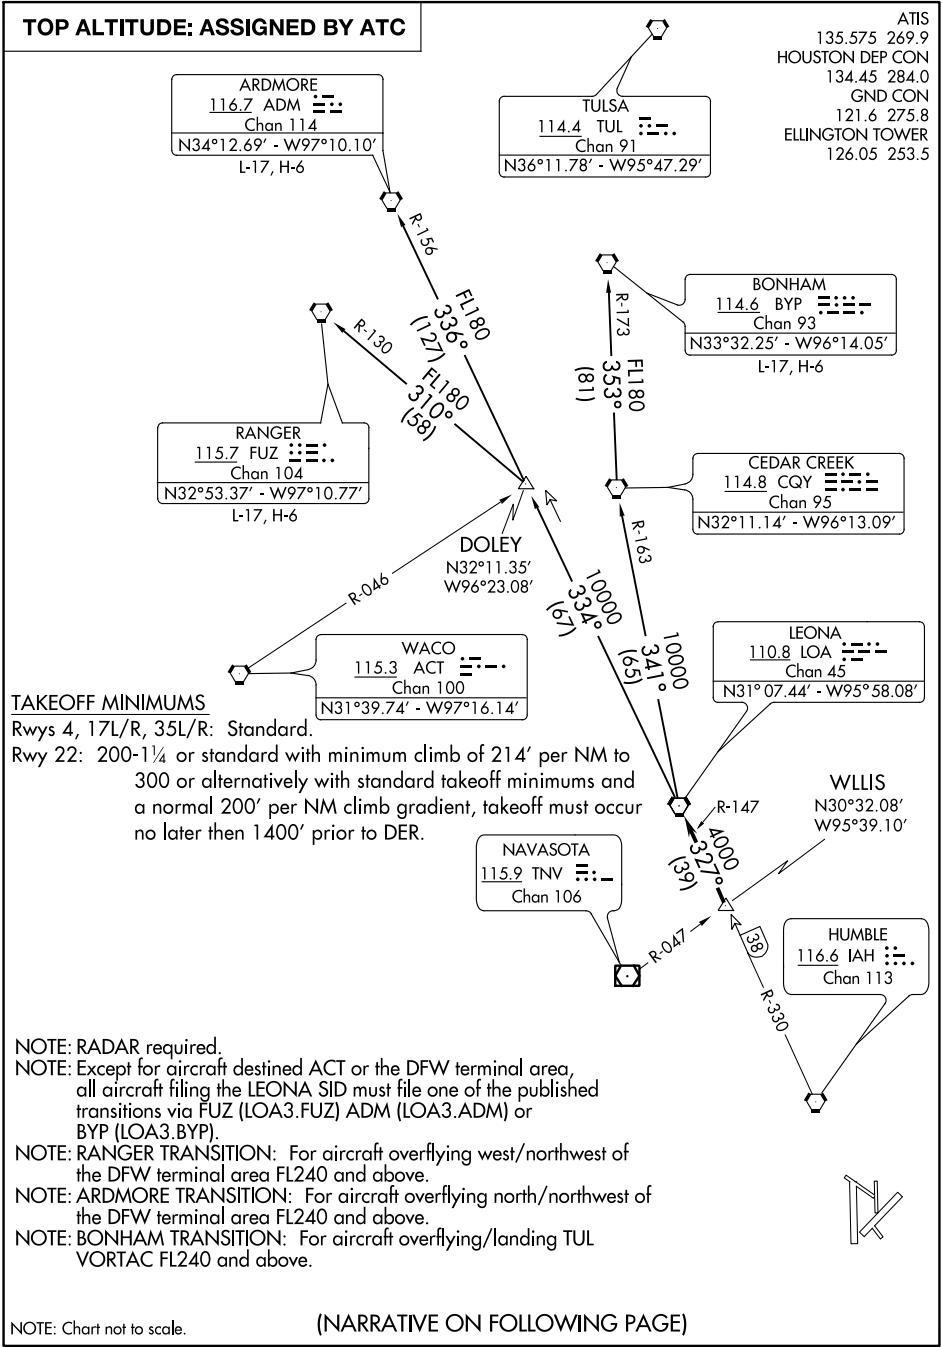 TOP ALTITUDE: ASSIGNED BY ATC
ATIS
135.575 269.9
HOUSTON DEP CON
134.45 284.0
GND CON
121.6 275.8
ELLINGTON TOWER
126.05 253.5
ARDMORE
116.7 ADM
Chan 114
N34°12.69′ - W97°10.10′
L-17, H-6
TULSA
114.4 TUL
Chan 91
N36°11.78′ - W95°47.29′
R-156
FL180
336°
(127)
R-130
FL180
310°
(58)
R-173
FL180
353°
(81)
BONHAM
114.6 BYP
Chan 93
N33°32.25′ - W96°14.05′
L-17, H-6
RANGER
115.7 FUZ
Chan 104
N32°53.37′ - W97°10.77′
L-17, H-6
CEDAR CREEK
114.8 CQY
Chan 95
N32°11.14′ - W96°13.09′
DOLEY
N32°11.35′
W96°23.08′
R-046
R-163
10000
334°
(67)
10000
341°
(65)
WACO
115.3 ACT
Chan 100
N31°39.74′ - W97°16.14′
LEONA
110.8 LOA
Chan 45
N31°07.44′ - W95°58.08′
TAKEOFF MINIMUMS
Rwys 4, 17L/R, 35L/R: Standard.
Rwy 22: 200-1¼ or standard with minimum climb of 214′ per NM to
300 or alternatively with standard takeoff minimums and
a normal 200′ per NM climb gradient, takeoff must occur
no later then 1400′ prior to DER.
WLLIS
N30°32.08′
W95°39.10′
R-147
4000
327°
(39)
NAVASOTA
115.9 TNV
Chan 106
R-047
38
R-330
HUMBLE
116.6 IAH
Chan 113
NOTE: RADAR required.
NOTE: Except for aircraft destined ACT or the DFW terminal area,
all aircraft filing the LEONA SID must file one of the published
transitions via FUZ (LOA3.FUZ) ADM (LOA3.ADM) or
BYP (LOA3.BYP).
NOTE: RANGER TRANSITION: For aircraft overflying west/northwest of
the DFW terminal area FL240 and above.
NOTE: ARDMORE TRANSITION: For aircraft overflying north/northwest of
the DFW terminal area FL240 and above.
NOTE: BONHAM TRANSITION: For aircraft overflying/landing TUL
VORTAC FL240 and above.
NOTE: Chart not to scale.
(NARRATIVE ON FOLLOWING PAGE)